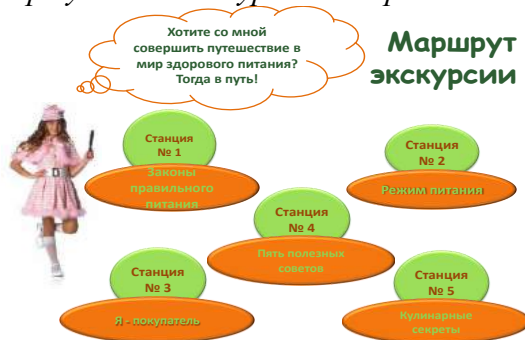 Хотите со мной
совершить путешествие в
мир здорового питания?
Тогда в путь!
Маршрут
экскурсии
Станция
№ 1
Законы
правильного
питания
Станция
№ 2
Режим питания
Станция
№ 4
Пять полезных
советов
Станция
№ 3
Я - покупатель
Станция
№ 5
Кулинарные
секреты